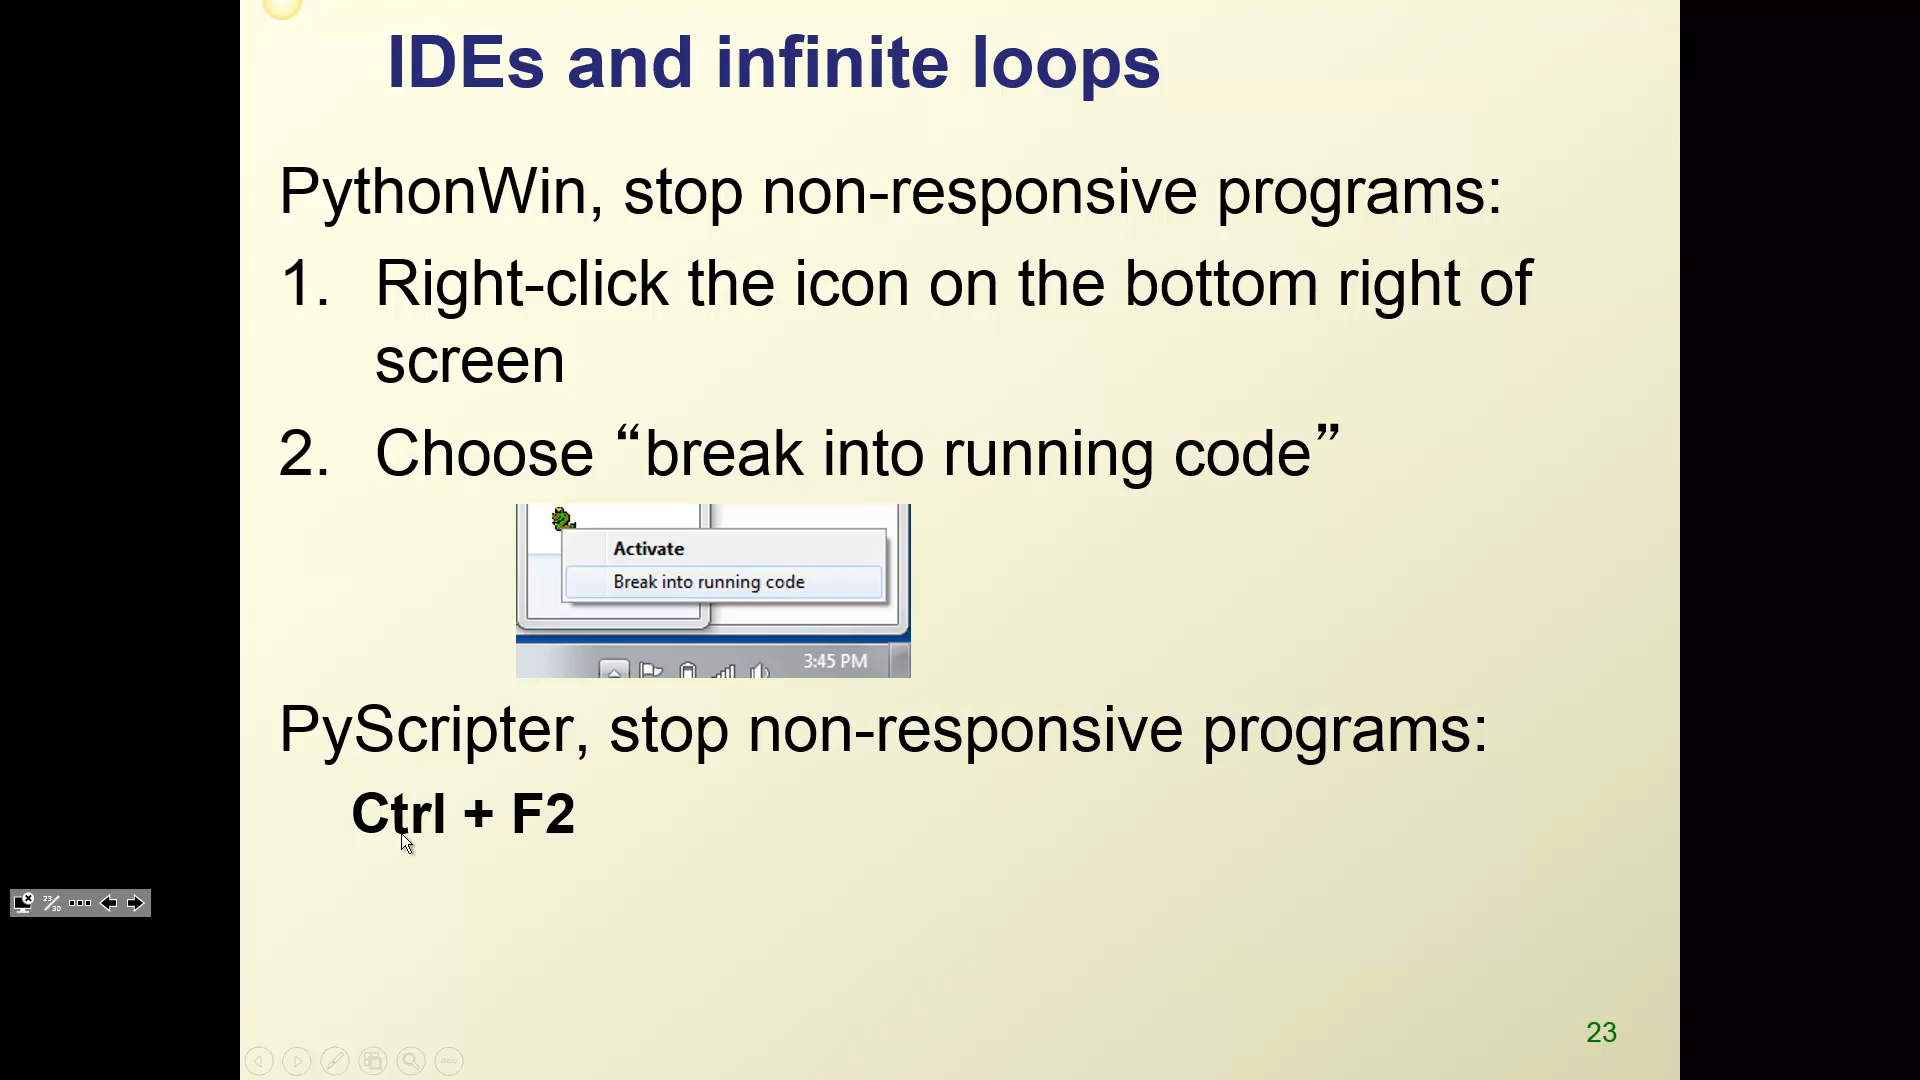 IDEs and infinite loops
PythonWin, stop non-responsive programs:
1. Right-click the icon on the bottom right of
screen
2. Choose “break into running code”
Activate
Break into running code
3:45 PM
PyScripter, stop non-responsive programs:
Ctrl + F2
23/30
23